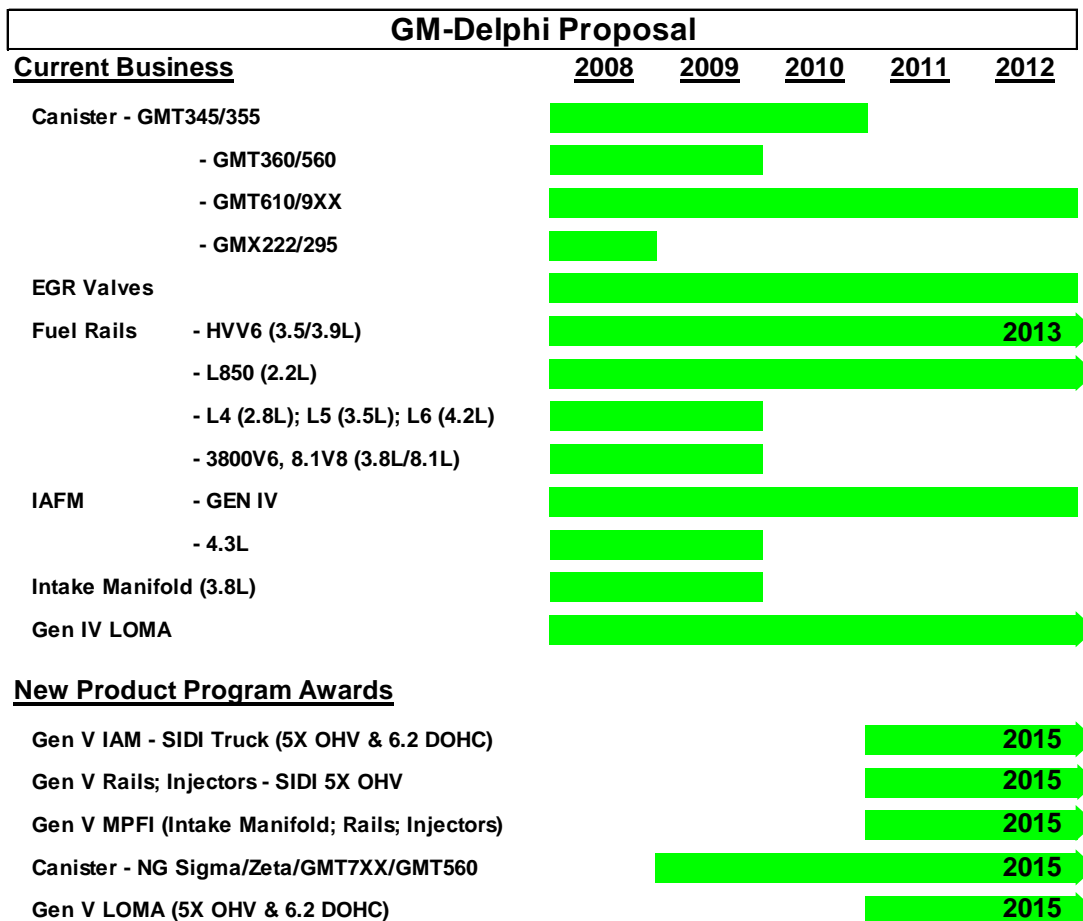 GM-Delphi Proposal
Current Business 2008 2009 2010 2011 2012
Canister - GMT345/355
- GMT360/560
- GMT610/9XX
- GMX222/295
EGR Valves
Fuel Rails - HVV6 (3.5/3.9L) 2013
- L850 (2.2L)
- L4 (2.8L); L5 (3.5L); L6 (4.2L)
- 3800V6, 8.1V8 (3.8L/8.1L)
IAFM - GEN IV
- 4.3L
Intake Manifold (3.8L)
Gen IV LOMA
New Product Program Awards
Gen V IAM - SIDI Truck (5X OHV & 6.2 DOHC) 2015
Gen V Rails; Injectors - SIDI 5X OHV 2015
Gen V MPFI (Intake Manifold; Rails; Injectors) 2015
Canister - NG Sigma/Zeta/GMT7XX/GMT560 2015
Gen V LOMA (5X OHV & 6.2 DOHC) 2015